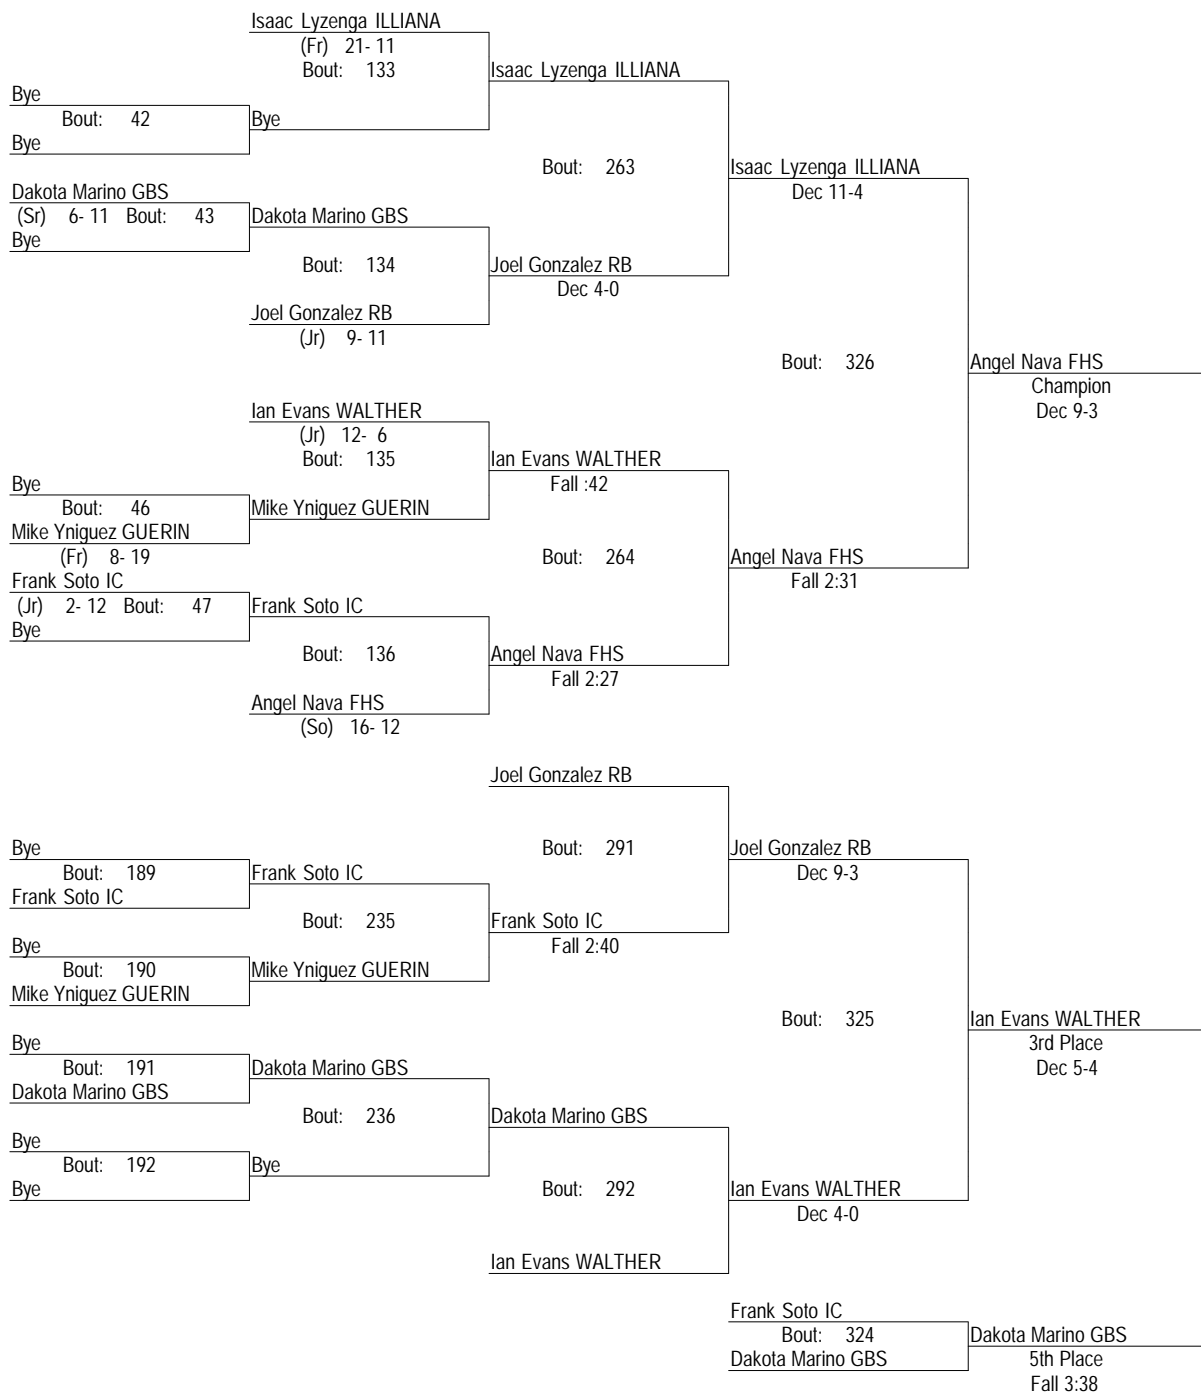 Isaac Lyzenga ILLIANA
(Fr) 21- 11
Bout: 133
Isaac Lyzenga ILLIANA
Bye
Bout: 42
Bye
Bye
Bout: 263
Isaac Lyzenga ILLIANA
Dec 11-4
Dakota Marino GBS
(Sr) 6- 11 Bout: 43
Dakota Marino GBS
Bye
Bout: 134
Joel Gonzalez RB
Dec 4-0
Joel Gonzalez RB
(Jr) 9- 11
Bout: 326
Angel Nava FHS
Champion
Dec 9-3
Ian Evans WALTHER
(Jr) 12- 6
Bout: 135
Ian Evans WALTHER
Fall :42
Bye
Bout: 46
Mike Yniguez GUERIN
Mike Yniguez GUERIN
(Fr) 8- 19
Bout: 264
Angel Nava FHS
Fall 2:31
Frank Soto IC
(Jr) 2- 12 Bout: 47
Frank Soto IC
Bye
Bout: 136
Angel Nava FHS
Fall 2:27
Angel Nava FHS
(So) 16- 12
Joel Gonzalez RB
Bye
Bout: 189
Frank Soto IC
Frank Soto IC
Bout: 291
Joel Gonzalez RB
Dec 9-3
Bout: 235
Frank Soto IC
Fall 2:40
Bye
Bout: 190
Mike Yniguez GUERIN
Mike Yniguez GUERIN
Bout: 325
Ian Evans WALTHER
3rd Place
Dec 5-4
Bye
Bout: 191
Dakota Marino GBS
Dakota Marino GBS
Bout: 236
Dakota Marino GBS
Bye
Bout: 192
Bye
Bye
Bout: 292
Ian Evans WALTHER
Dec 4-0
Ian Evans WALTHER
Frank Soto IC
Bout: 324
Dakota Marino GBS
Dakota Marino GBS
5th Place
Fall 3:38